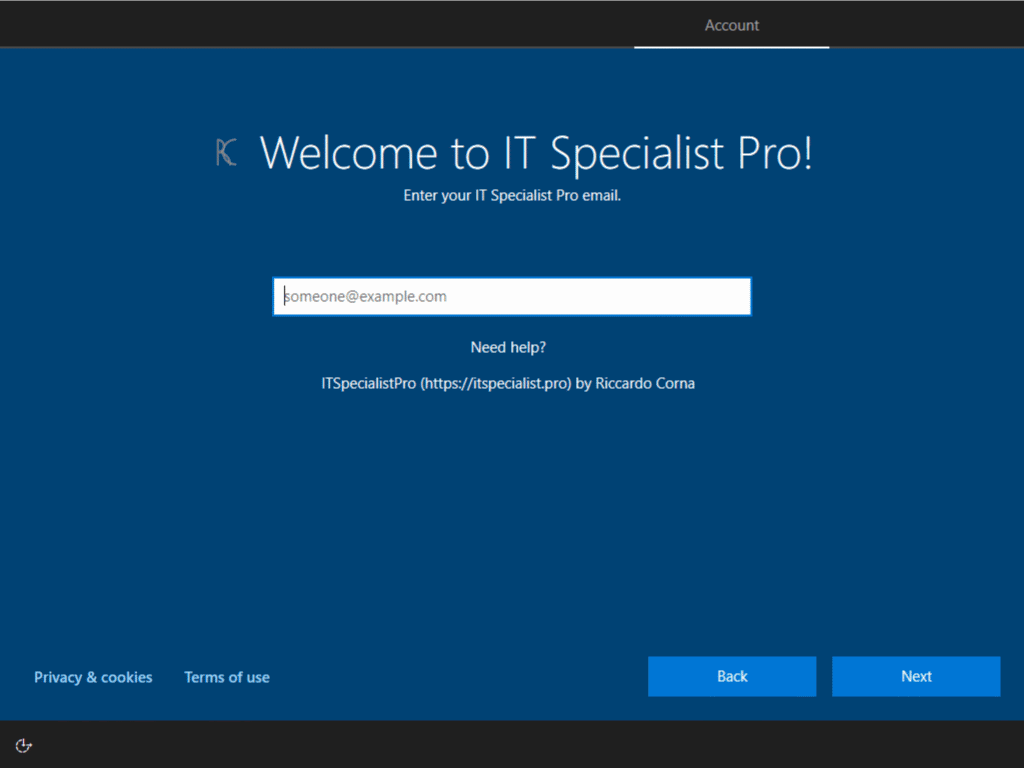 Account
Welcome to IT Specialist Pro!
Enter your IT Specialist Pro email.
someone@example.com
Need help?
ITSpecialistPro (https://itspecialist.pro) by Riccardo Corna
Privacy & cookies
Terms of use
Back
Next